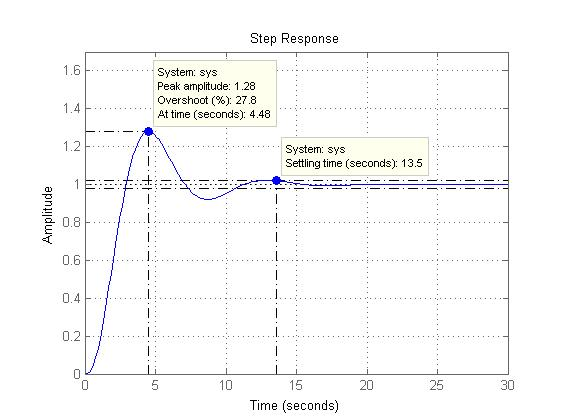 Step Response
System: sys
Peak amplitude: 1.28
Overshoot (%): 27.8
At time (seconds): 4.48
System: sys
Settling time (seconds): 13.5
Amplitude
1.6
1.4
1.2
1
0.8
0.6
0.4
0.2
0
0 5 10 15 20 25 30
Time (seconds)